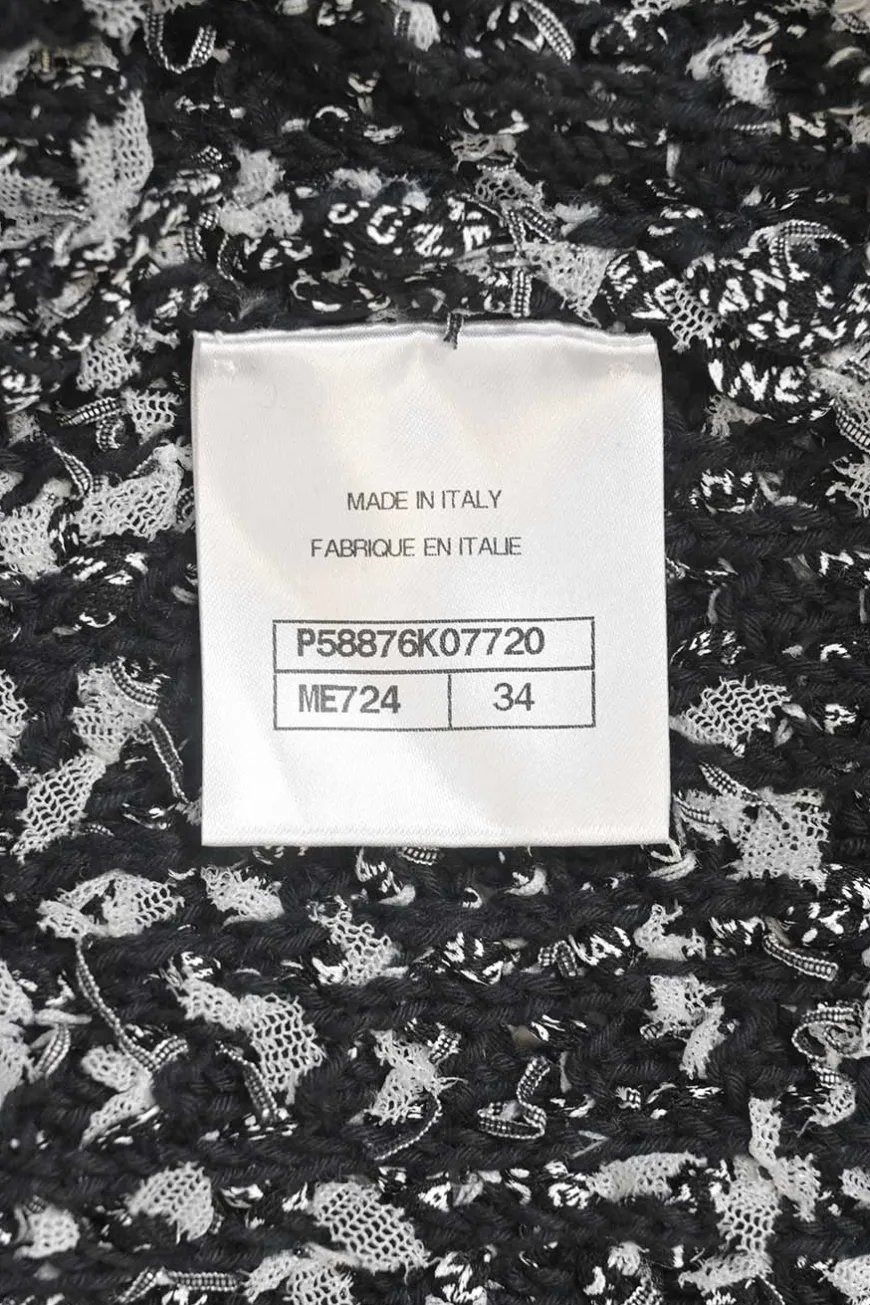 MADE IN ITALY
FABRIQUE EN ITALIE
P58876K07720
ME724 34